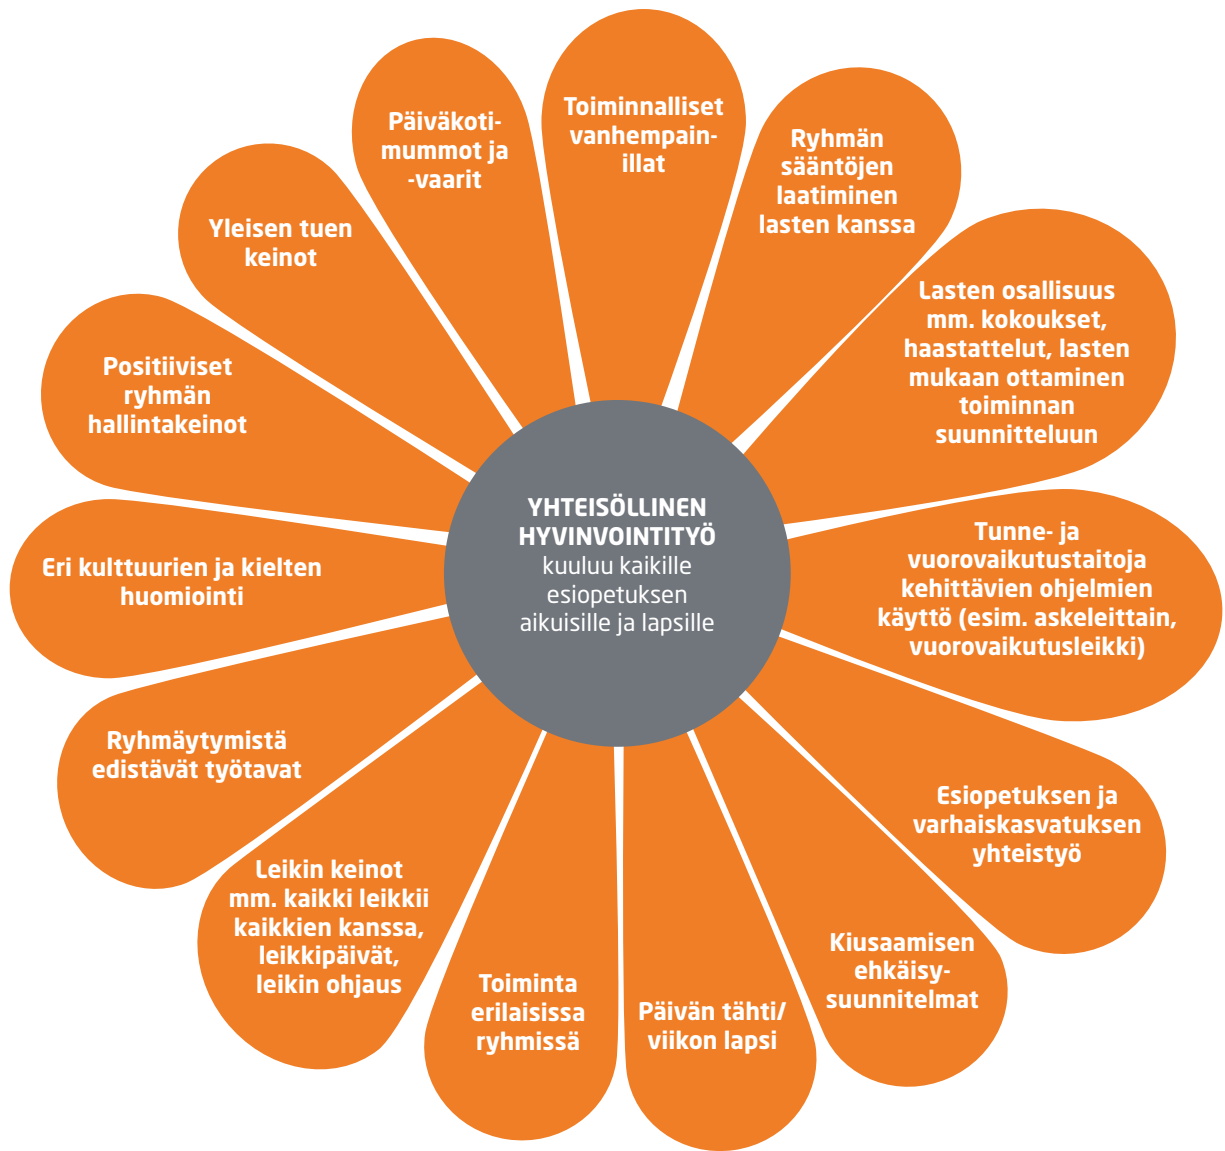 Toiminnalliset
vanhempain-
illat
Ryhmän
sääntöjen
laatiminen
lasten kanssa
Lasten osallisuus
mm. kokoukset,
haastattelut, lasten
mukaan ottaminen
toiminnan
suunnitteluun
Tunne- ja
vuorovaikutustaitoja
kehittävien ohjelmien
käyttö (esim. askeleittain,
vuorovaikutusleikki)
Esiopetuksen ja
varhaiskasvatuksen
yhteistyö
Kiusaamisen
ehkäisy-
suunnitelmat
Päivän tähti/
viikon lapsi
Toiminta
erilaisissa
ryhmissä
Leikin keinot
mm. kaikki leikkii
kaikkien kanssa,
leikkipäivät,
leikin ohjaus
Ryhmäytymistä
edistävät työtavat
Eri kulttuurien ja kielten
huomiointi
Positiiviset
ryhmän
hallintakeinot
Yleisen tuen
keinot
Päiväkoti-
mummot ja
-vaarit
YHTEISÖLLINEN
HYVINVOINTITYÖ
kuuluu kaikille
esiopetuksen
aikuisille ja lapsille